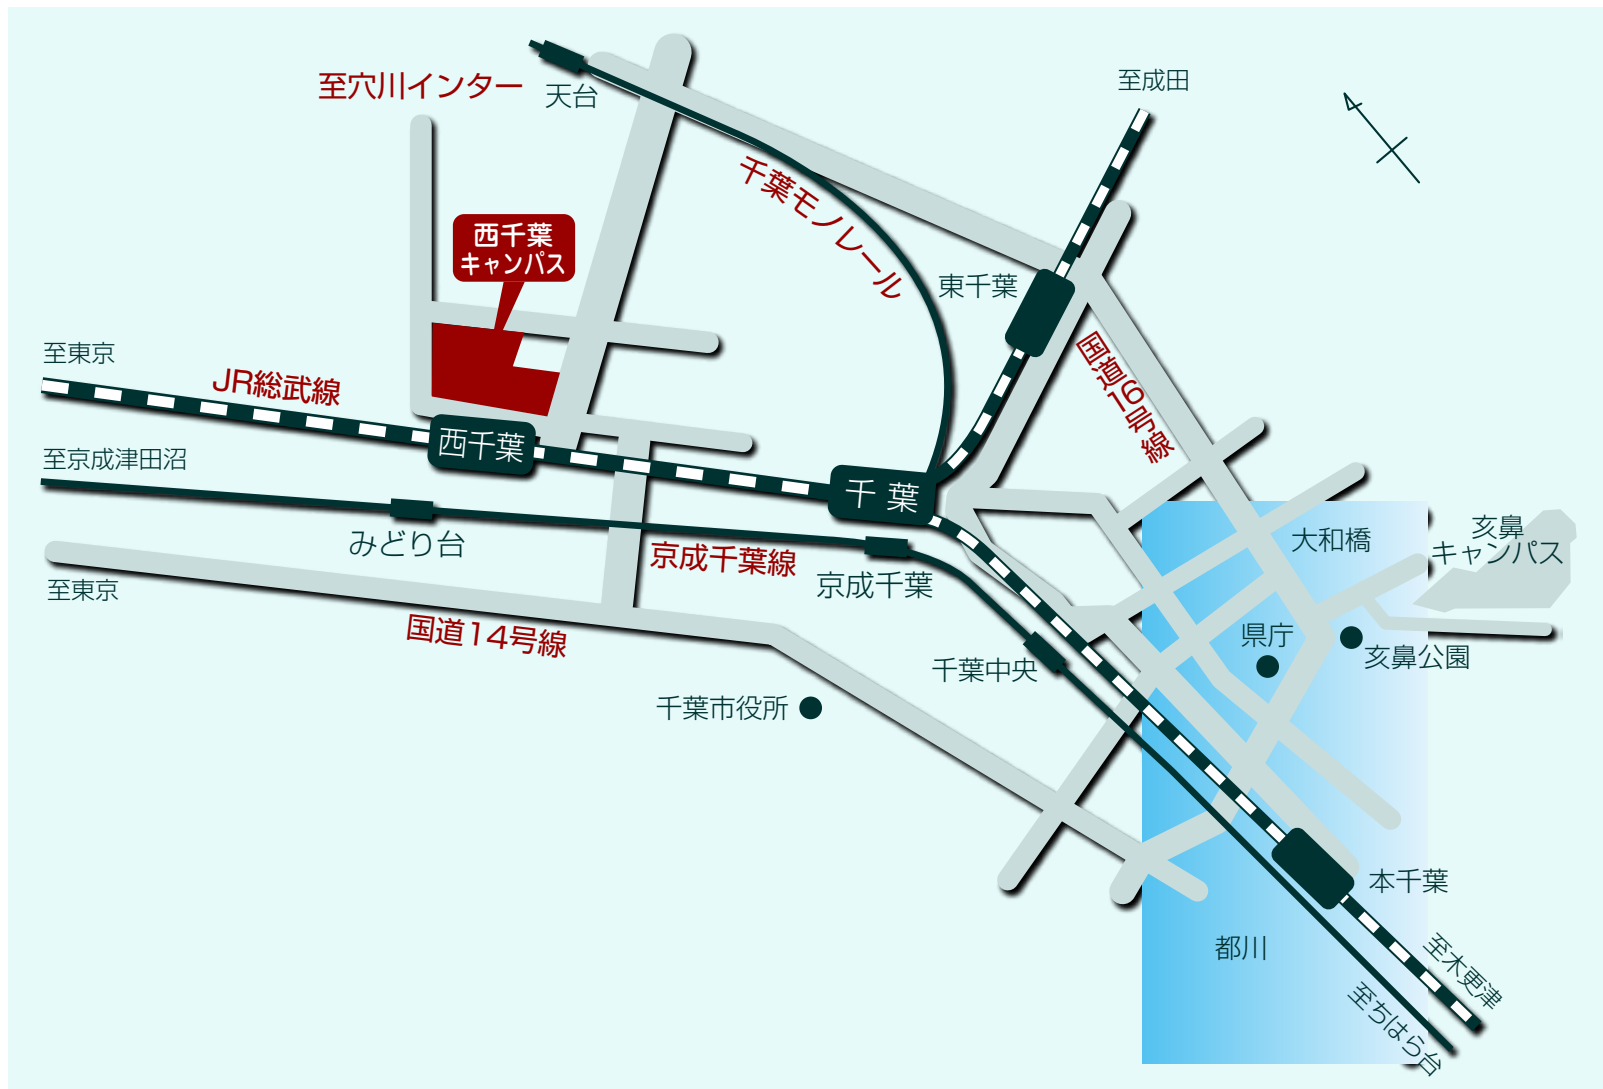 至穴川インター
天台
至成田
千葉モノレール
西千葉
キャンパス
東千葉
至東京
JR総武線
国道16号線
西千葉
至京成津田沼
千葉
みどり台
京成千葉線
京成千葉
大和橋
亥鼻
キャンパス
至東京
国道14号線
県庁
亥鼻公園
千葉中央
千葉市役所
本千葉
都川
至木更津
至ちはら台